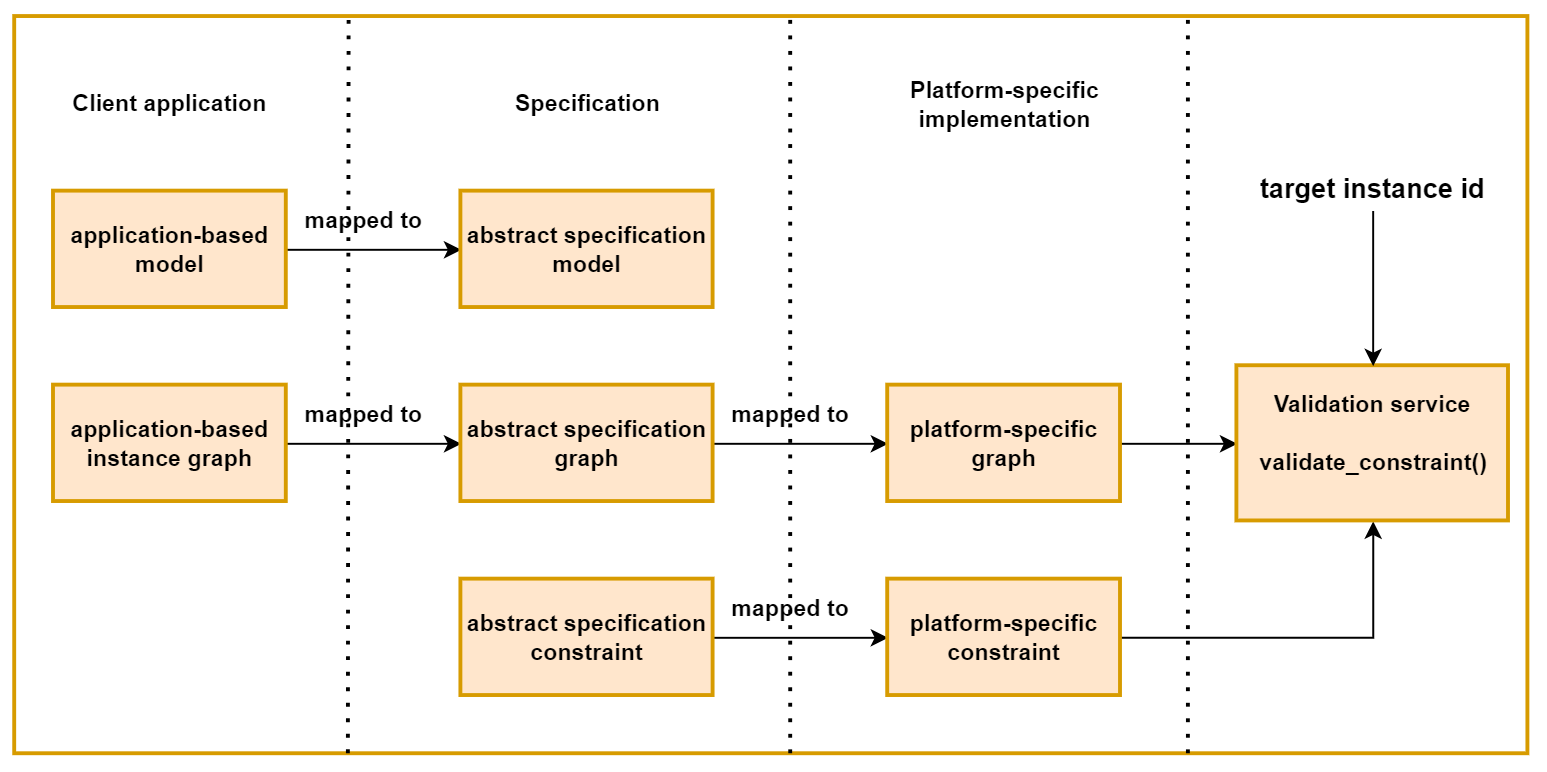 Client application
Specification
Platform-specific
implementation
target instance id
application-based
model
mapped to
abstract specification
model
application-based
instance graph
mapped to
abstract specification
graph
mapped to
platform-specific
graph
Validation service
validate_constraint()
abstract specification
constraint
mapped to
platform-specific
constraint